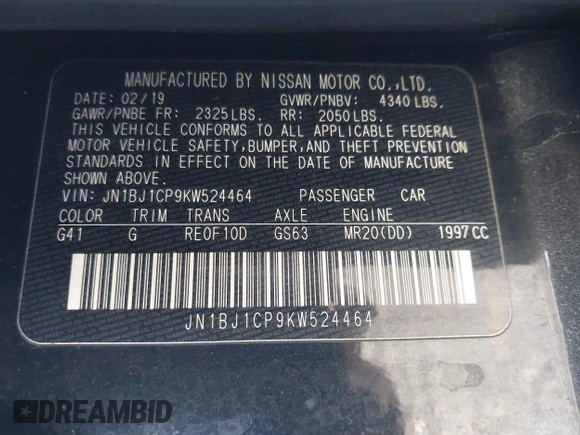 MANUFACTURED BY NISSAN MOTOR CO.,LTD.
DATE: 02/19 GVWR/PNBV: 4340 LBS.
GAWR/PNBE FR: 2325 LBS. RR: 2050 LBS.
THIS VEHICLE CONFORMS TO ALL APPLICABLE FEDERAL
MOTOR VEHICLE SAFETY, BUMPER, AND THEFT PREVENTION
STANDARDS IN EFFECT ON THE DATE OF MANUFACTURE
SHOWN ABOVE.
VIN: JN1BJ1CP9KW524464 PASSENGER CAR
COLOR TRIM TRANS AXLE ENGINE
G41 G RE0F10D GS63 MR20(DD) 1997CC
JN1BJ1CP9KW524464
DREAMBID